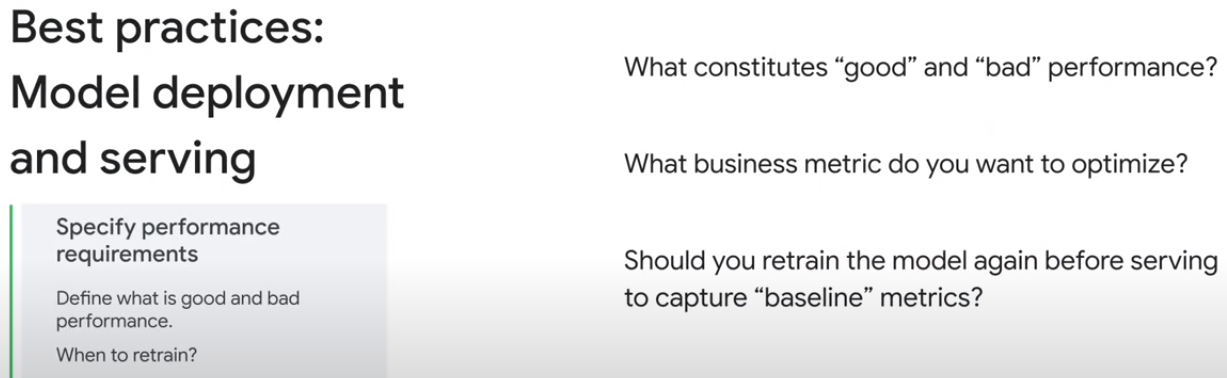 Best practices:
Model deployment
and serving
Specify performance
requirements
Define what is good and bad
performance.
When to retrain?
What constitutes “good” and “bad” performance?
What business metric do you want to optimize?
Should you retrain the model again before serving
to capture “baseline” metrics?